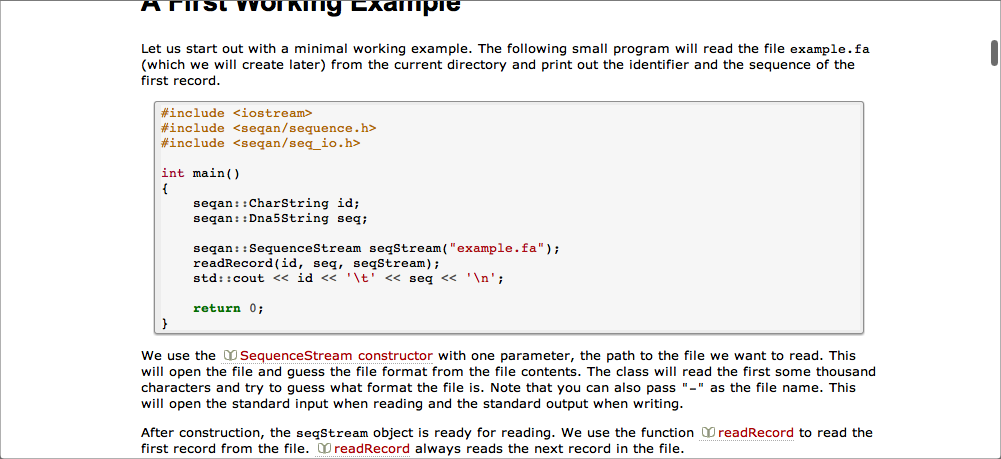 A First Working Example
Let us start out with a minimal working example. The following small program will read the file example.fa
(which we will create later) from the current directory and print out the identifier and the sequence of the
first record.
#include <iostream>
#include <seqan/sequence.h>
#include <seqan/seq_io.h>
int main()
{
    seqan::CharString id;
    seqan::Dna5String seq;
    seqan::SequenceStream seqStream("example.fa");
    readRecord(id, seq, seqStream);
    std::cout << id << '\t' << seq << '\n';
    return 0;
}
We use the SequenceStream constructor with one parameter, the path to the file we want to read. This
will open the file and guess the file format from the file contents. The class will read the first some thousand
characters and try to guess what format the file is. Note that you can also pass "-" as the file name. This
will open the standard input when reading and the standard output when writing.
After construction, the seqStream object is ready for reading. We use the function readRecord to read the
first record from the file. readRecord always reads the next record in the file.